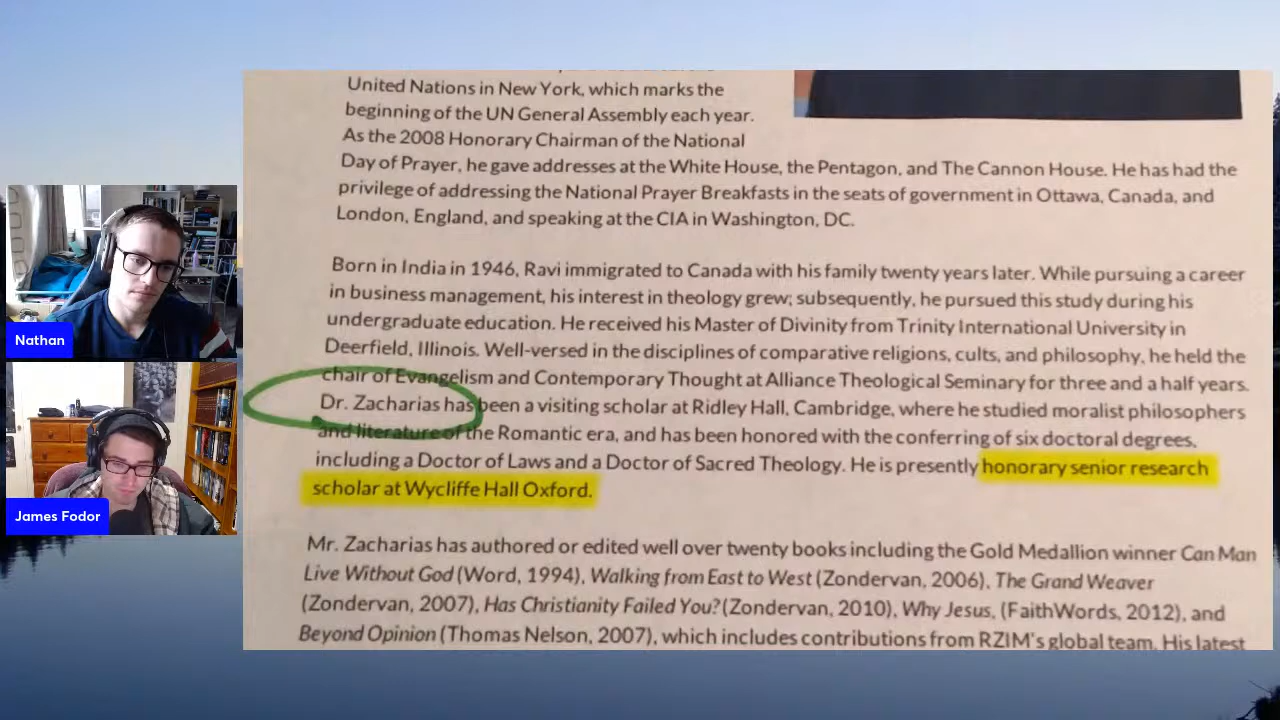 United Nations in New York, which marks the
beginning of the UN General Assembly each year.
As the 2008 Honorary Chairman of the National
Day of Prayer, he gave addresses at the White House, the Pentagon, and The Cannon House. He has had the
privilege of addressing the National Prayer Breakfasts in the seats of government in Ottawa, Canada, and
London, England, and speaking at the CIA in Washington, DC.
Born in India in 1946, Ravi immigrated to Canada with his family twenty years later. While pursuing a career
in business management, his interest in theology grew; subsequently, he pursued this study during his
undergraduate education. He received his Master of Divinity from Trinity International University in
Deerfield, Illinois. Well-versed in the disciplines of comparative religions, cults, and philosophy, he held the
chair of Evangelism and Contemporary Thought at Alliance Theological Seminary for three and a half years.
Dr. Zacharias has been a visiting scholar at Ridley Hall, Cambridge, where he studied moralist philosophers
and literature of the Romantic era, and has been honored with the conferring of six doctoral degrees,
including a Doctor of Laws and a Doctor of Sacred Theology. He is presently honorary senior research
scholar at Wycliffe Hall Oxford.
Mr. Zacharias has authored or edited well over twenty books including the Gold Medallion winner Can Man
Live Without God (Word, 1994), Walking from East to West (Zondervan, 2006), The Grand Weaver
(Zondervan, 2007), Has Christianity Failed You? (Zondervan, 2010), Why Jesus, (FaithWords, 2012), and
Beyond Opinion (Thomas Nelson, 2007), which includes contributions from RZIM's global team. His latest
Nathan
James Fodor